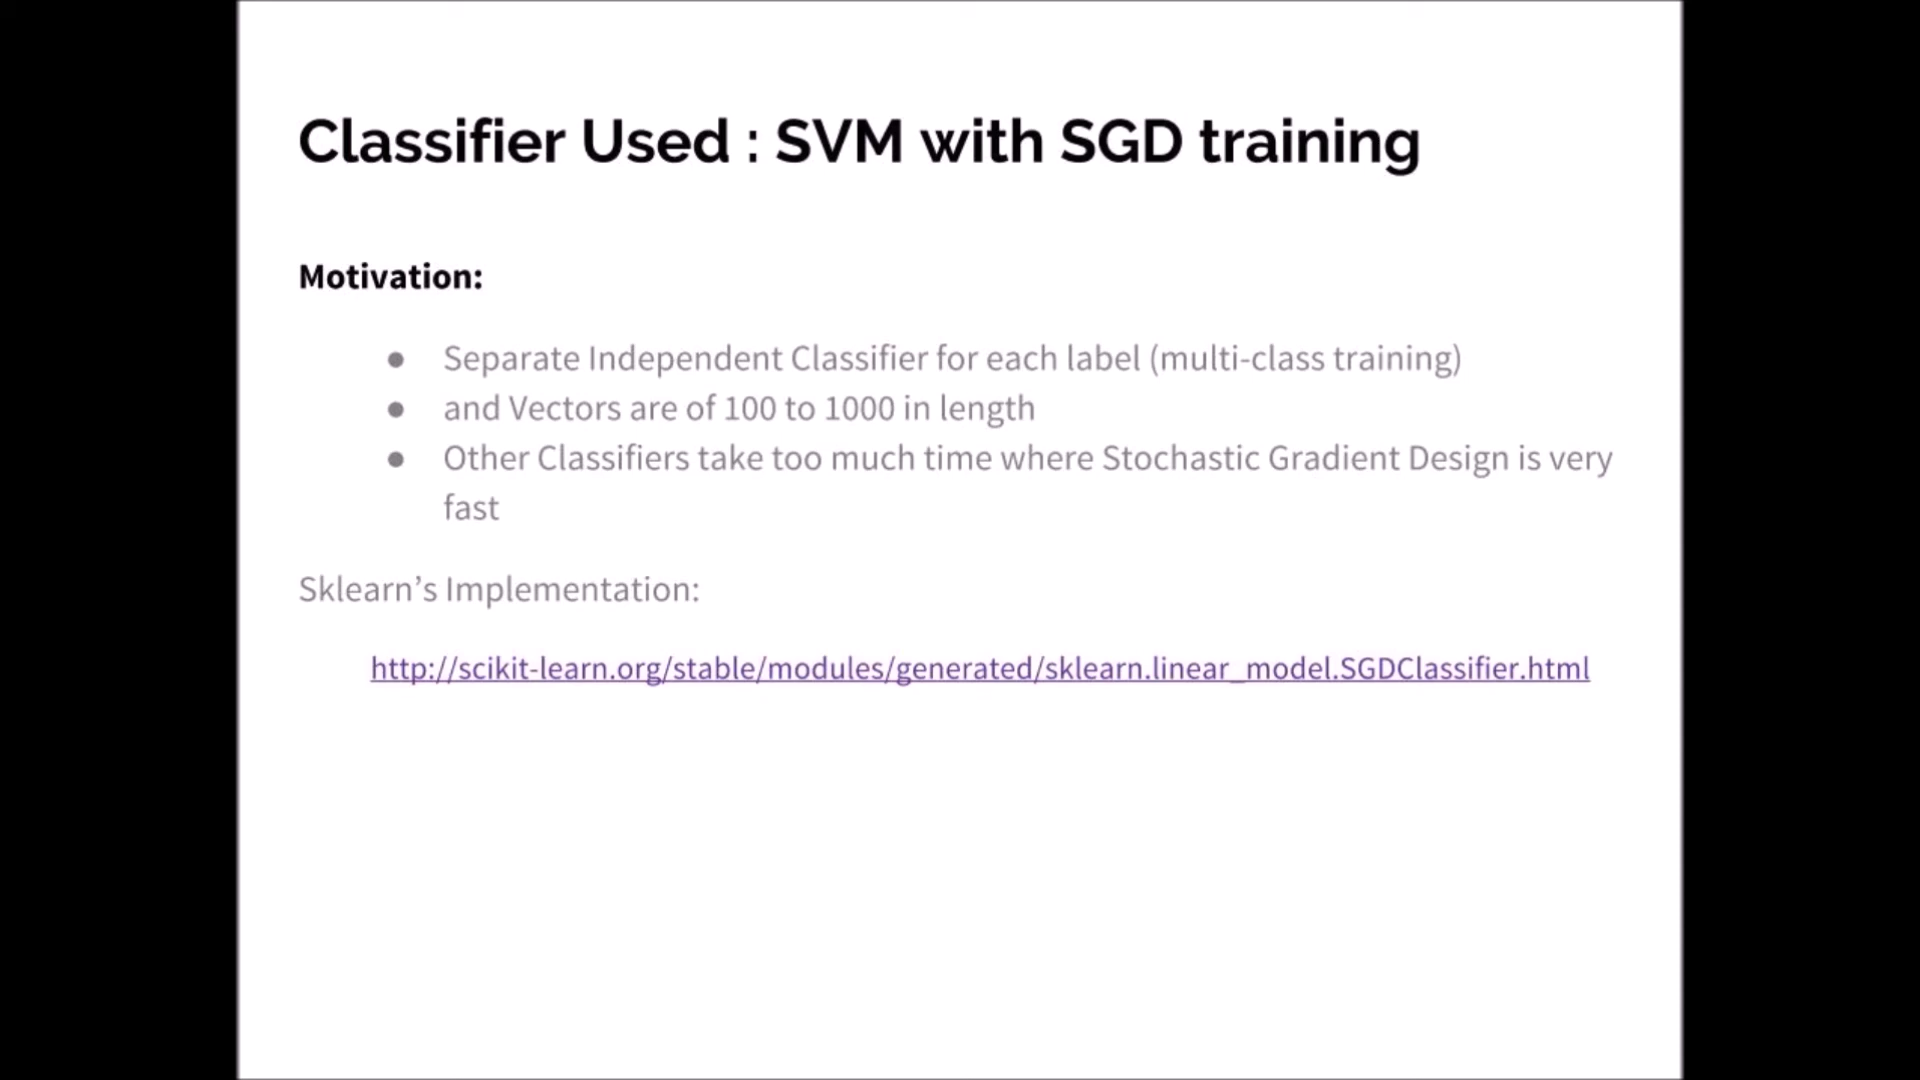 Classifier Used : SVM with SGD training
Motivation:
● Separate Independent Classifier for each label (multi-class training)
● and Vectors are of 100 to 1000 in length
● Other Classifiers take too much time where Stochastic Gradient Design is very
fast
Sklearn’s Implementation:
http://scikit-learn.org/stable/modules/generated/sklearn.linear_model.SGDClassifier.html